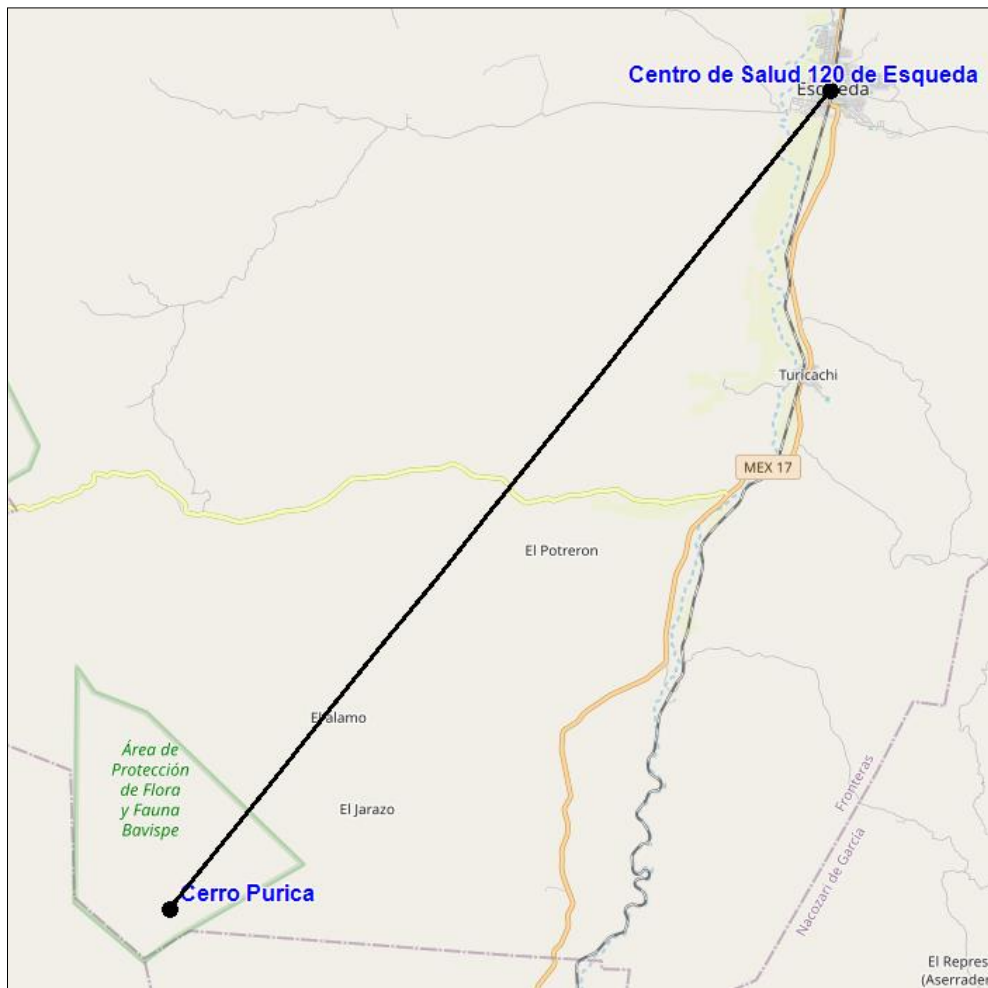 Centro de Salud 120 de Esqueda
Esqueda
Turicachi
MEX 17
El Potreron
El alamo
Área de
Protección
de Flora
y Fauna
Bavispe
El Jarazo
Fronteras
Nacozari de García
Cerro Purica
El Repres
(Aserrader